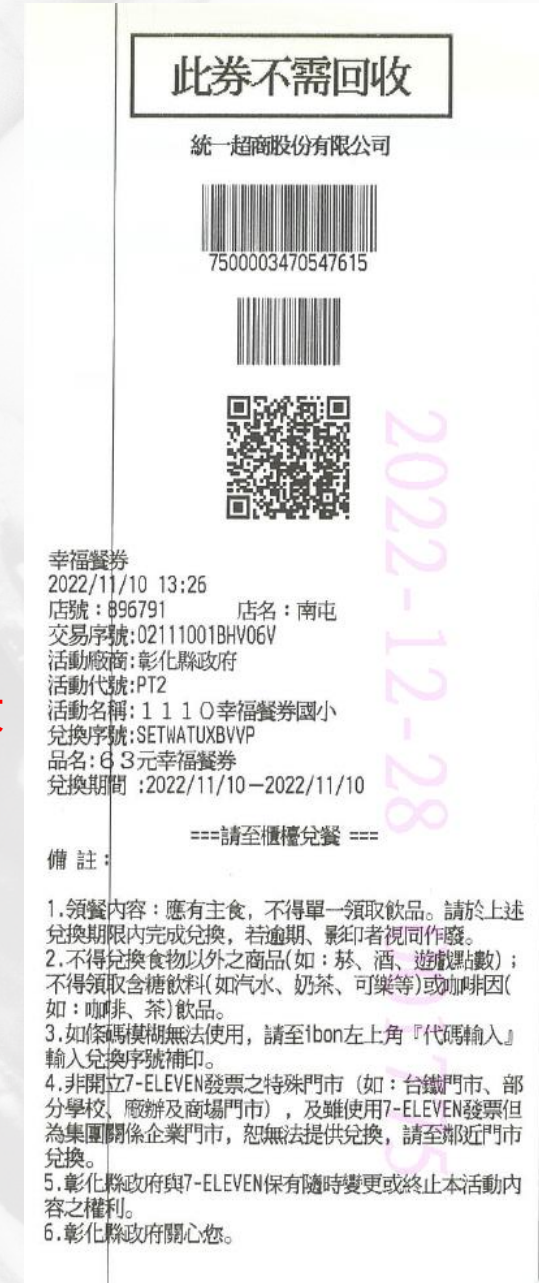 此券不需回收
統一超商股份有限公司
7500003470547615
幸福餐券
2022/11/10 13:26
店號：896791 店名：南屯
交易序號:02111001BHV06V
活動廠商:彰化縣政府
活動代號:PT2
活動名稱:１１１０幸福餐券國小
兌換序號:SETWATUXBVVP
品名:６３元幸福餐券
兌換期間 :2022/11/10－2022/11/10
===請至櫃檯兌餐 ===
備 註：
1.領餐內容：應有主食，不得單一領取飲品。請於上述
兌換期限內完成兌換，若逾期、影印者視同作廢。
2.不得兌換食物以外之商品(如：菸、酒、遊戲點數)；
不得領取含糖飲料(如汽水、奶茶、可樂等)或咖啡因(
如：咖啡、茶)飲品。
3.如條碼模糊無法使用，請至ibon左上角『代碼輸入』
輸入兌換序號補印。
4.非開立7-ELEVEN發票之特殊門市（如：台鐵門市、部
分學校、廠辦及商場門市），及雖使用7-ELEVEN發票但
為集團關係企業門市，恕無法提供兌換，請至鄰近門市
兌換。
5.彰化縣政府與7-ELEVEN保有隨時變更或終止本活動內
容之權利。
6.彰化縣政府關心您。
2022-12-28